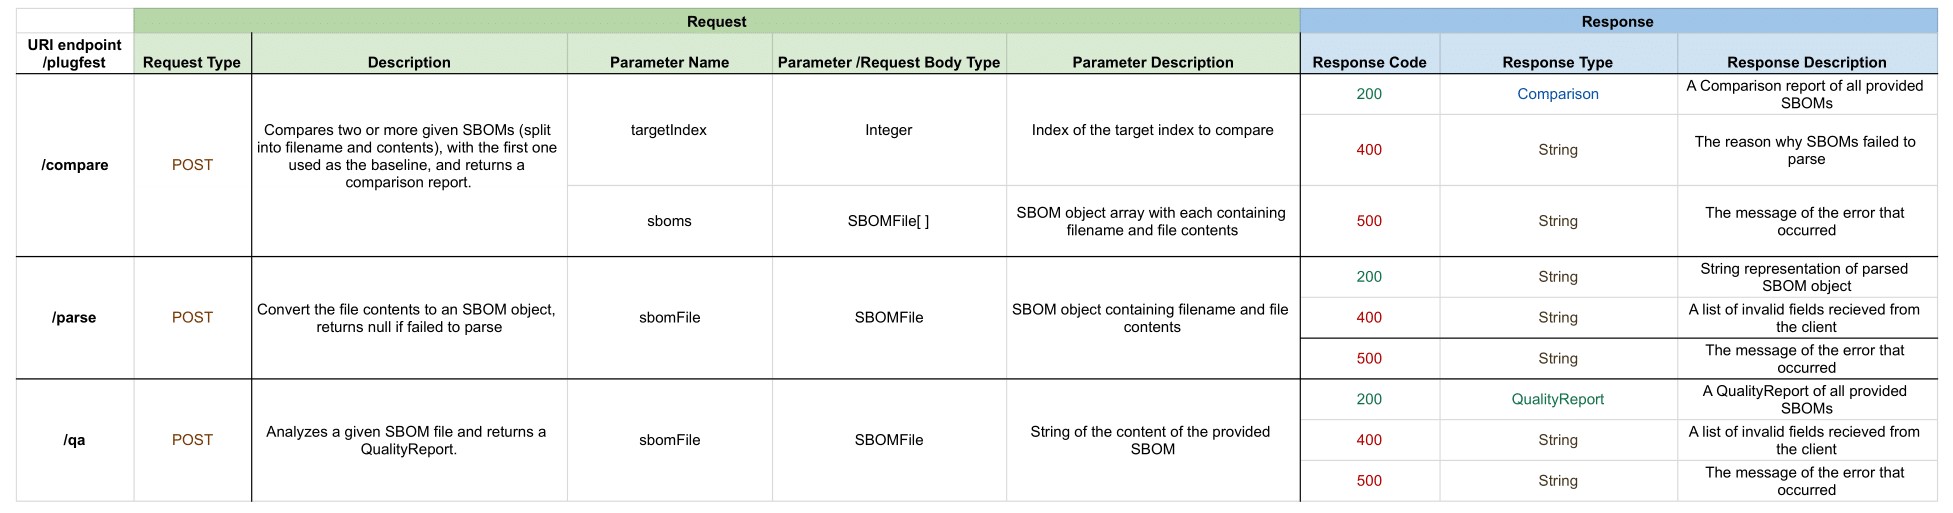 Request
Response
URI endpoint
/plugfest
Request Type
Description
Parameter Name
Parameter /Request Body Type
Parameter Description
Response Code
Response Type
Response Description
/compare
POST
Compares two or more given SBOMs (split
into filename and contents), with the first one
used as the baseline, and returns a
comparison report.
targetIndex
Integer
Index of the target index to compare
200
Comparison
A Comparison report of all provided
SBOMs
400
String
The reason why SBOMs failed to
parse
sboms
SBOMFile[ ]
SBOM object array with each containing
filename and file contents
500
String
The message of the error that
occurred
/parse
POST
Convert the file contents to an SBOM object,
returns null if failed to parse
sbomFile
SBOMFile
SBOM object containing filename and file
contents
200
String
String representation of parsed
SBOM object
400
String
A list of invalid fields recieved from
the client
500
String
The message of the error that
occurred
/qa
POST
Analyzes a given SBOM file and returns a
QualityReport.
sbomFile
SBOMFile
String of the content of the provided
SBOM
200
QualityReport
A QualityReport of all provided
SBOMs
400
String
A list of invalid fields recieved from
the client
500
String
The message of the error that
occurred